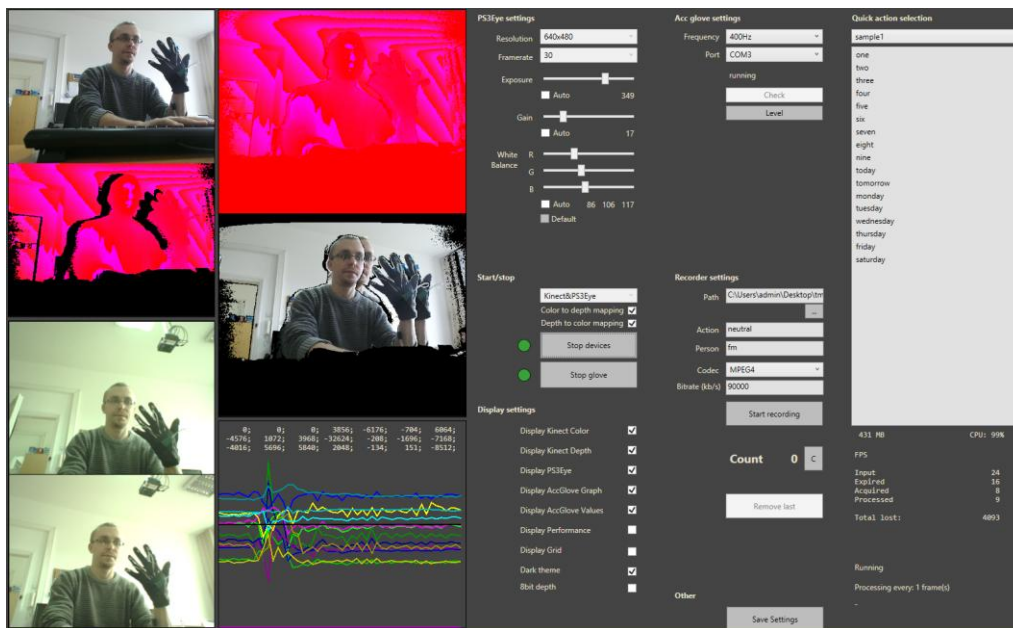 PS3Eye settings
Resolution 640x480
Framerate 30
Exposure
Auto 349
Gain
Auto 17
White Balance R
G
B
Auto 86 106 117
Default
Start/stop
Kinect&PS3Eye
Color to depth mapping
Depth to color mapping
Stop devices
Stop glove
Display settings
Display Kinect Color
Display Kinect Depth
Display PS3Eye
Display AccGlove Graph
Display AccGlove Values
Display Performance
Display Grid
Dark theme
8bit depth
0; 0; 0; 3856; -6176; -704; 6064;
-4576; 1072; 3968; -32624; -208; -1696; -7168;
-4016; 5696; 5840; 2048; -134; 151; -8512;
Acc glove settings
Frequency 400Hz
Port COM3
running
Check
Level
Recorder settings
Path C:\Users\admin\Desktop\tm
...
Action neutral
Person fm
Codec MPEG4
Bitrate (kb/s) 90000
Start recording
Count 0 C
Remove last
Other
Save Settings
Quick action selection
sample1
one
two
three
four
five
six
seven
eight
nine
today
tomorrow
monday
tuesday
wednesday
thursday
friday
saturday
431 MB CPU: 99%
FPS
Input 24
Expired 16
Acquired 8
Processed 9
Total lost: 4093
Running
Processing every: 1 frame(s)
-